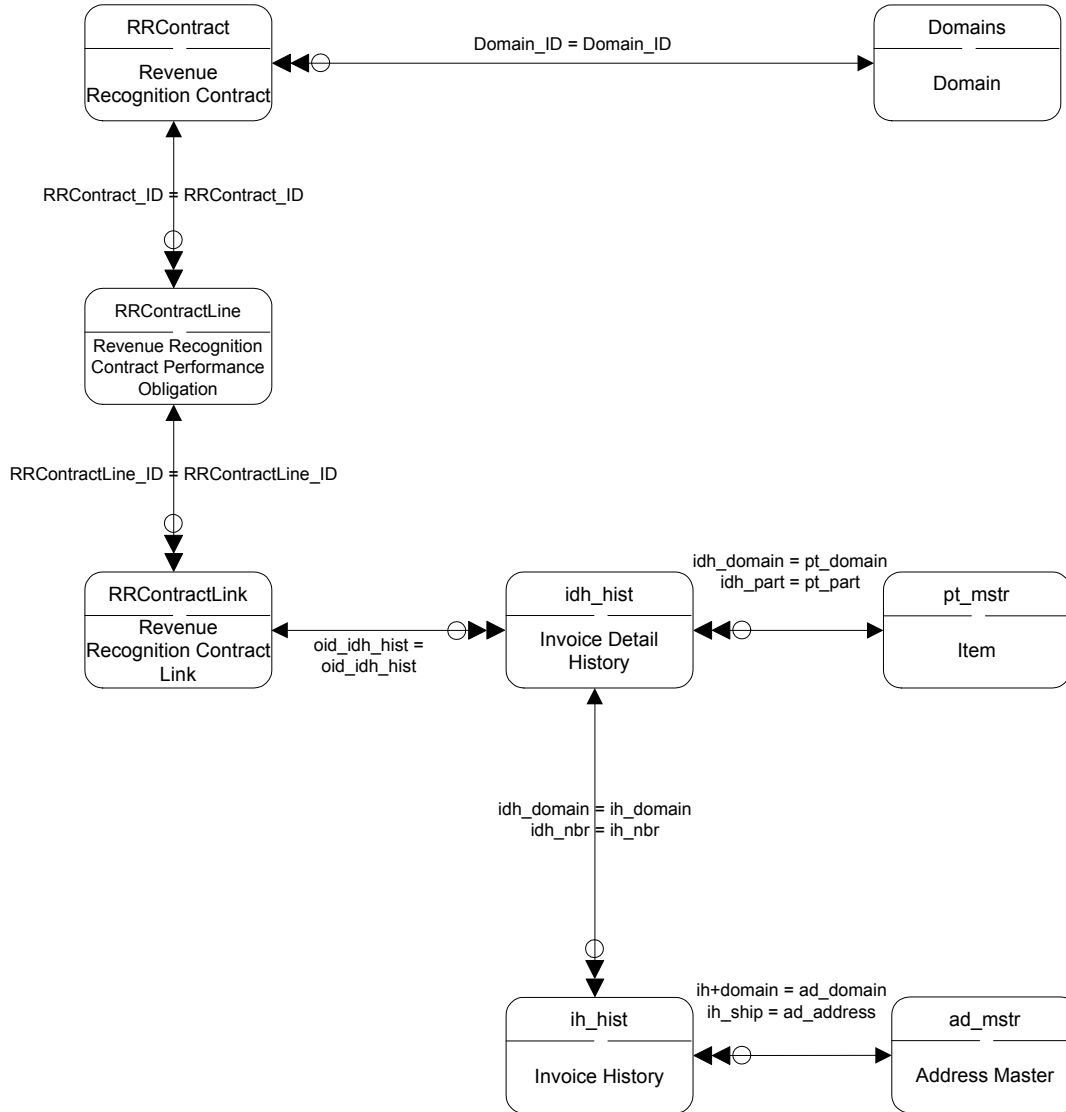 RRContract
Revenue
Recognition Contract
Domain_ID = Domain_ID
Domains
Domain
RRContract_ID = RRContract_ID
RRContractLine
Revenue Recognition
Contract Performance
Obligation
RRContractLine_ID = RRContractLine_ID
RRContractLink
Revenue
Recognition Contract
Link
oid_idh_hist =
oid_idh_hist
idh_hist
Invoice Detail
History
idh_domain = pt_domain
idh_part = pt_part
pt_mstr
Item
idh_domain = ih_domain
idh_nbr = ih_nbr
ih_hist
Invoice History
ih+domain = ad_domain
ih_ship = ad_address
ad_mstr
Address Master